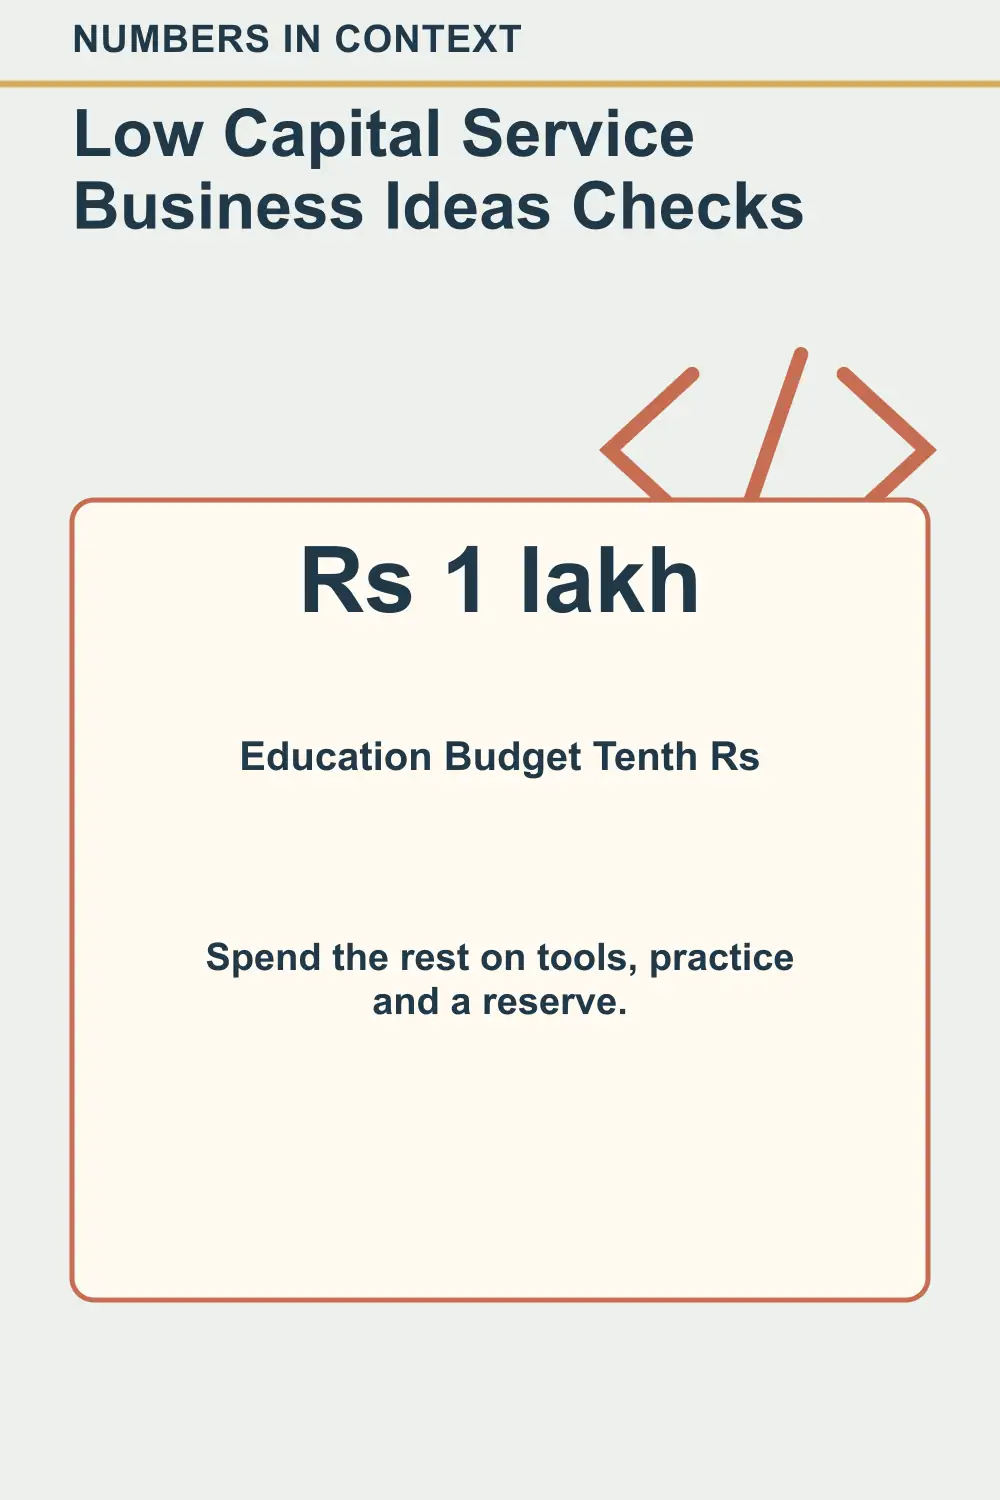 NUMBERS IN CONTEXT
Low Capital Service
Business Ideas Checks
Rs 1 lakh
Education Budget Tenth Rs
Spend the rest on tools, practice
and a reserve.